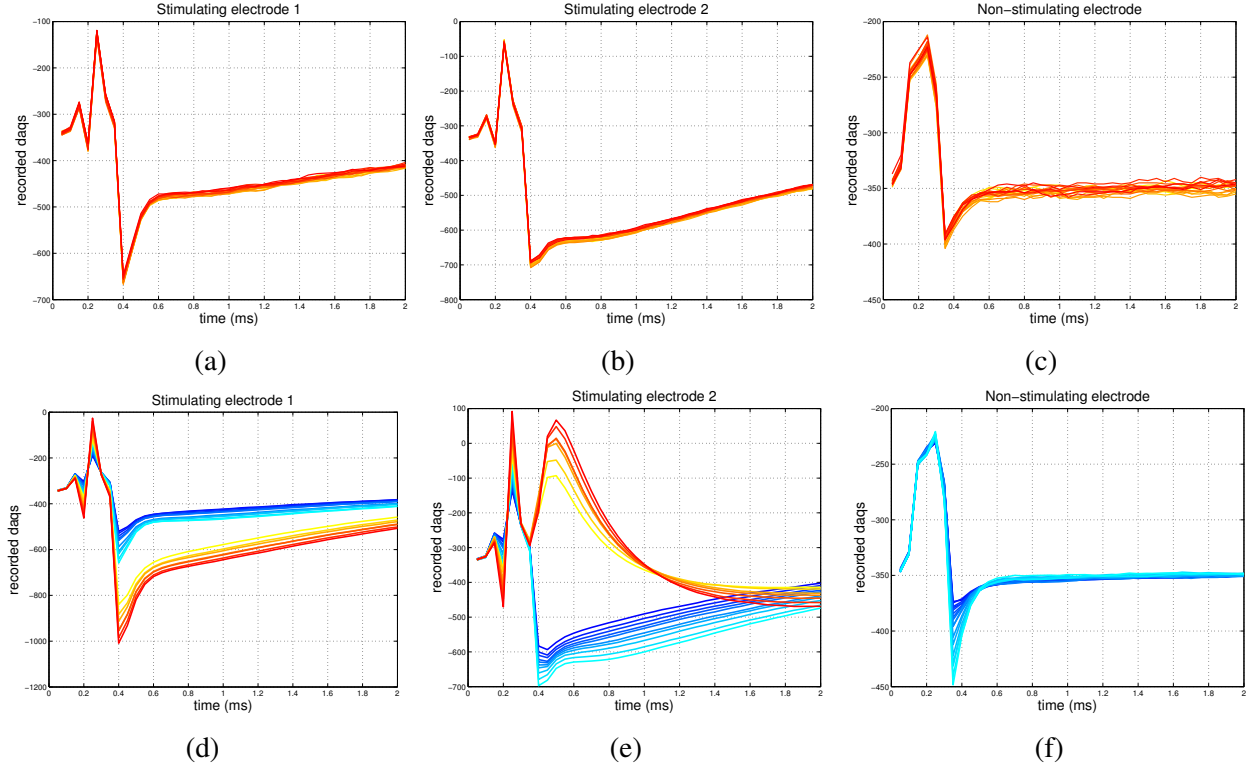 Stimulating electrode 1
Stimulating electrode 2
Non−stimulating electrode
−100
−200
−300
−400
−500
−600
−700
recorded daqs
0 0.2 0.4 0.6 0.8 1 1.2 1.4 1.6 1.8 2
time (ms)
0
−100
−200
−300
−400
−500
−600
−700
−800
recorded daqs
0 0.2 0.4 0.6 0.8 1 1.2 1.4 1.6 1.8 2
time (ms)
−200
−250
−300
−350
−400
−450
recorded daqs
0 0.2 0.4 0.6 0.8 1 1.2 1.4 1.6 1.8 2
time (ms)
(a)
(b)
(c)
Stimulating electrode 1
Stimulating electrode 2
Non−stimulating electrode
0
−200
−400
−600
−800
−1000
−1200
recorded daqs
0 0.2 0.4 0.6 0.8 1 1.2 1.4 1.6 1.8 2
time (ms)
100
0
−100
−200
−300
−400
−500
−600
−700
recorded daqs
0 0.2 0.4 0.6 0.8 1 1.2 1.4 1.6 1.8 2
time (ms)
−200
−250
−300
−350
−400
−450
recorded daqs
0 0.2 0.4 0.6 0.8 1 1.2 1.4 1.6 1.8 2
time (ms)
(d)
(e)
(f)